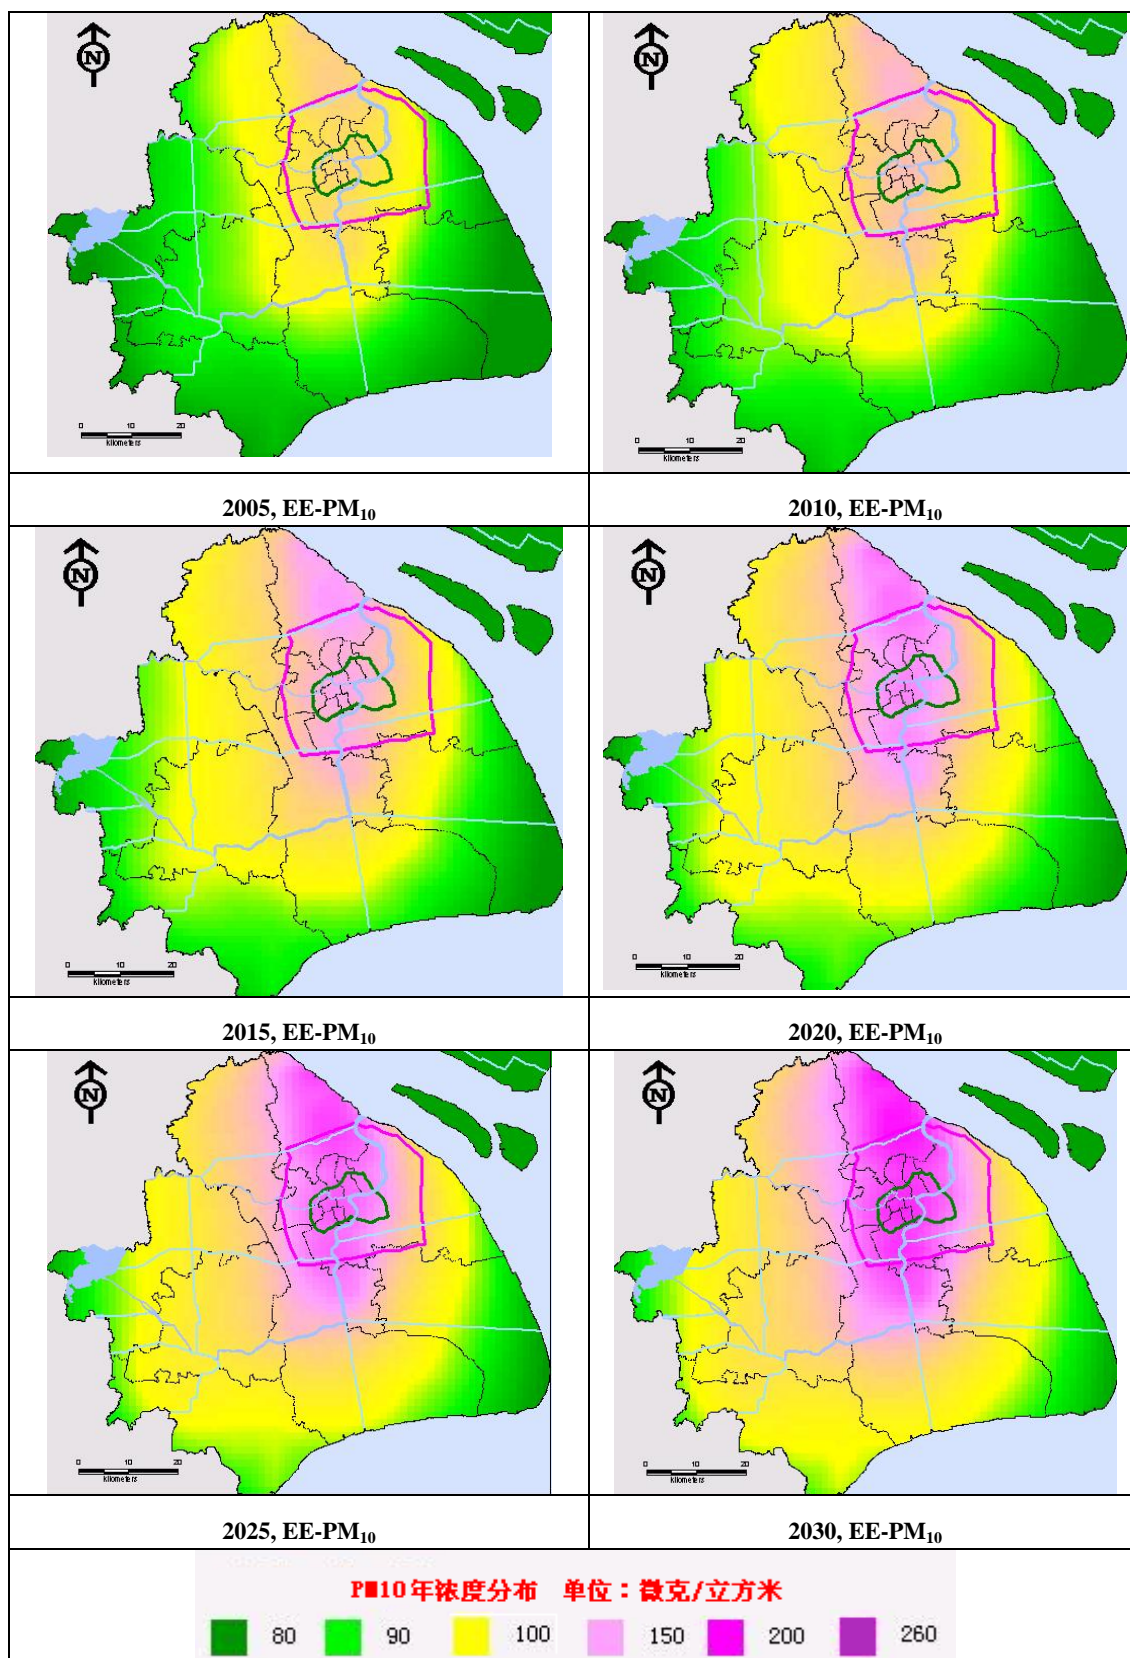 N
N
0 10 20
kilometers
0 10 20
kilometers
2005, EE-PM₁₀
2010, EE-PM₁₀
N
N
0 10 20
kilometers
0 10 20
kilometers
2015, EE-PM₁₀
2020, EE-PM₁₀
N
N
0 10 20
kilometers
0 10 20
kilometers
2025, EE-PM₁₀
2030, EE-PM₁₀
PM10年浓度分布 单位：微克/立方米
80 90 100 150 200 260